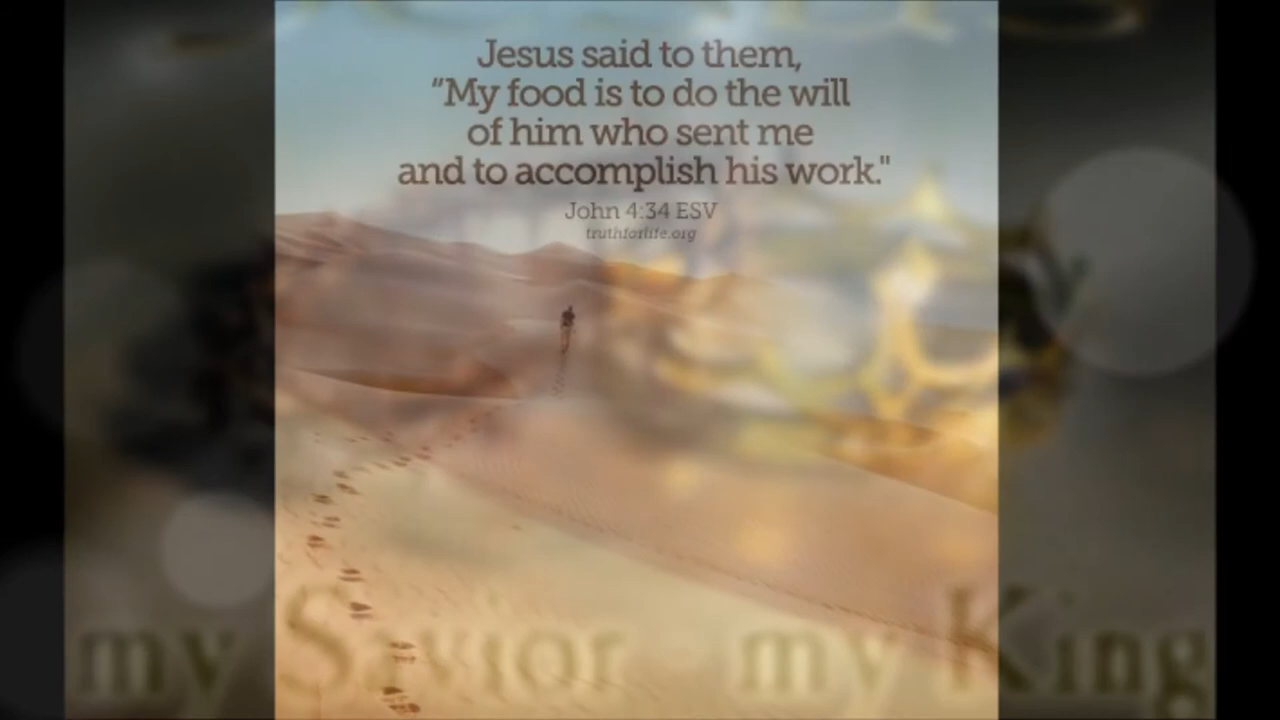 Jesus said to them,
“My food is to do the will
of him who sent me
and to accomplish his work."
John 4:34 ESV
truthforlife.org
my Savior my King